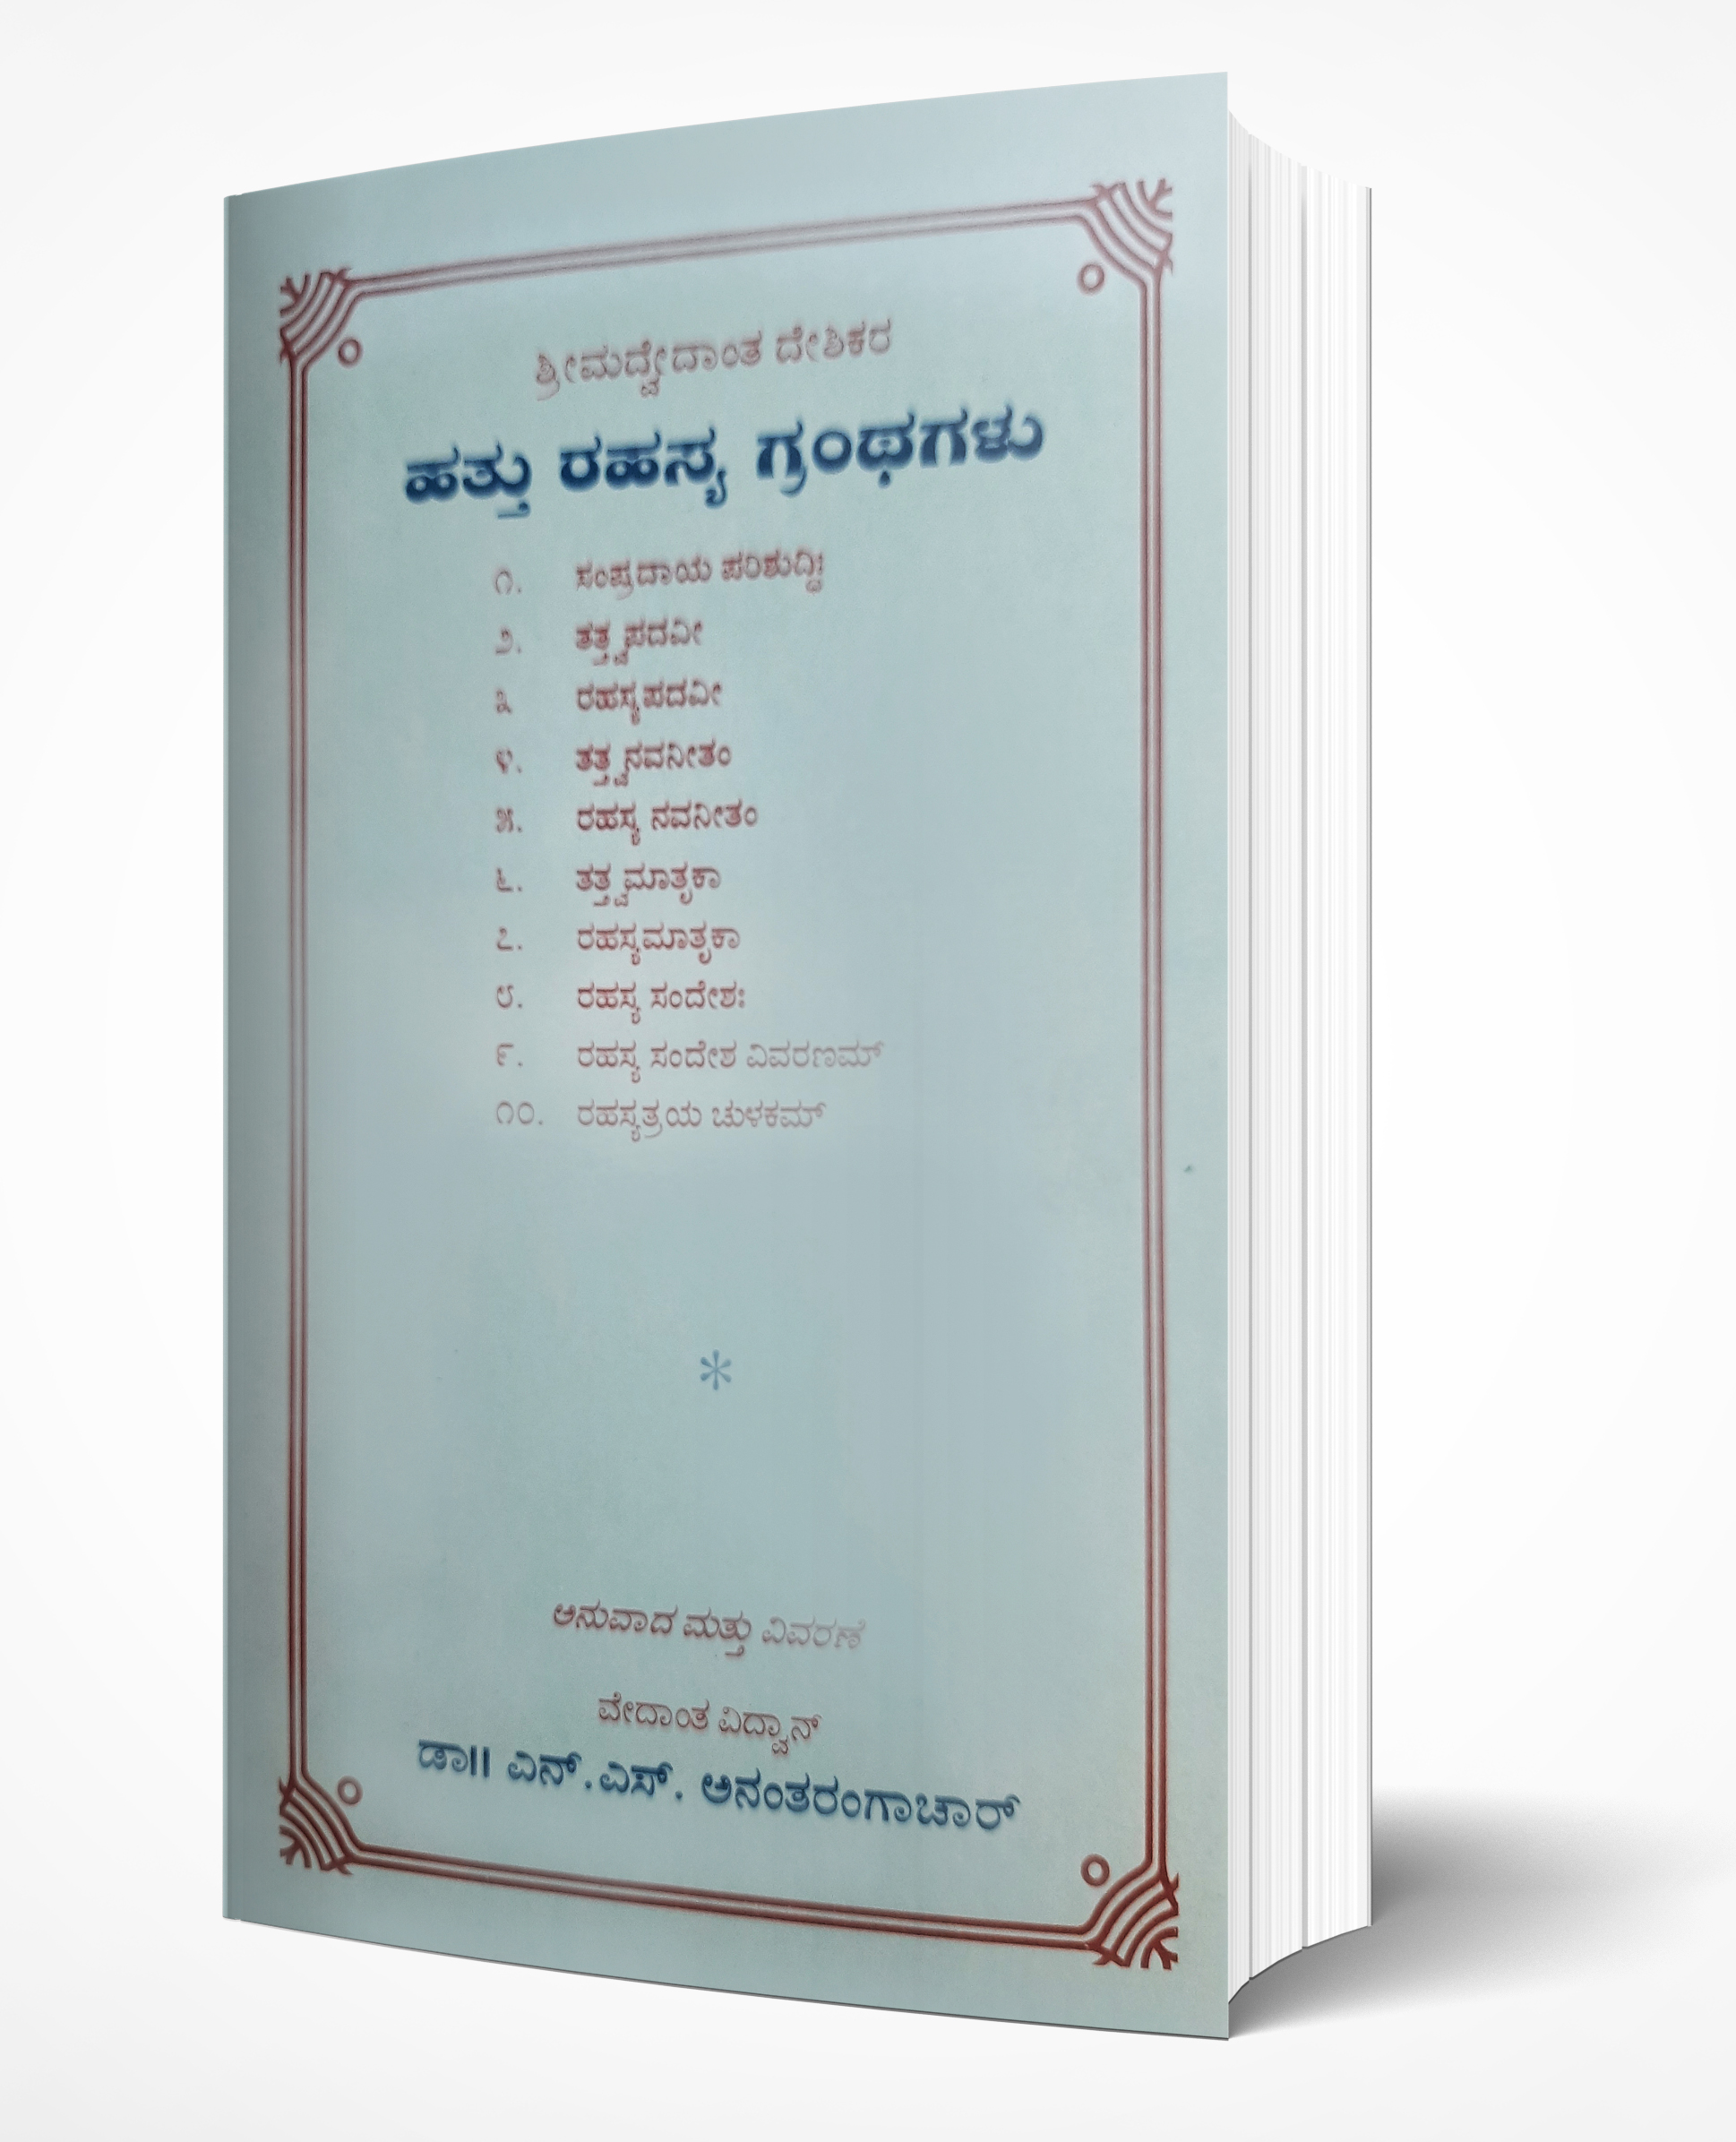 ಶ್ರೀಮದ್ವೇದಾಂತ ದೇಶಿಕರ
ಹತ್ತು ರಹಸ್ಯ ಗ್ರಂಥಗಳು
೧. ಸಂಪ್ರದಾಯ ಪರಿಶುದ್ಧಿಃ
೨. ತತ್ತ್ವಪದವೀ
೩ ರಹಸ್ಯಪದವೀ
೪. ತತ್ತ್ವನವನೀತಂ
೫. ರಹಸ್ಯ ನವನೀತಂ
೬. ತತ್ತ್ವಮಾತೃಕಾ
೭. ರಹಸ್ಯಮಾತೃಕಾ
೮. ರಹಸ್ಯ ಸಂದೇಶಃ
೯. ರಹಸ್ಯ ಸಂದೇಶ ವಿವರಣಮ್
೧೦. ರಹಸ್ಯತ್ರಯ ಚುಳಕಮ್
*
ಅನುವಾದ ಮತ್ತು ವಿವರಣೆ
ವೇದಾಂತ ವಿದ್ವಾನ್
ಡಾ|| ಎನ್.ಎಸ್. ಅನಂತರಂಗಾಚಾರ್